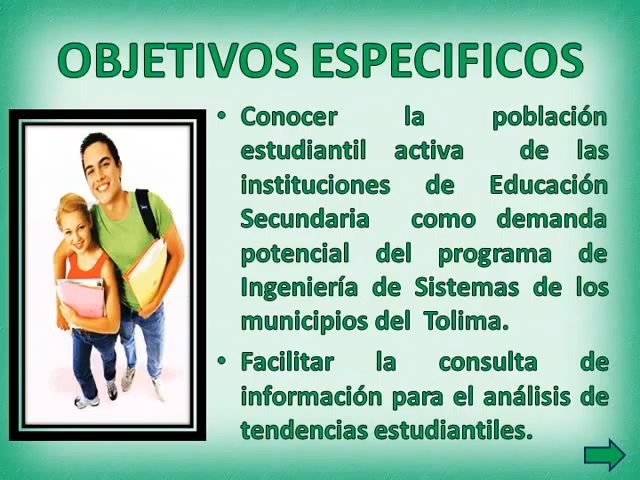 OBJETIVOS ESPECIFICOS
• Conocer la población
estudiantil activa de las
instituciones de Educación
Secundaria como demanda
potencial del programa de
Ingeniería de Sistemas de los
municipios del Tolima.
• Facilitar la consulta de
información para el análisis de
tendencias estudiantiles.